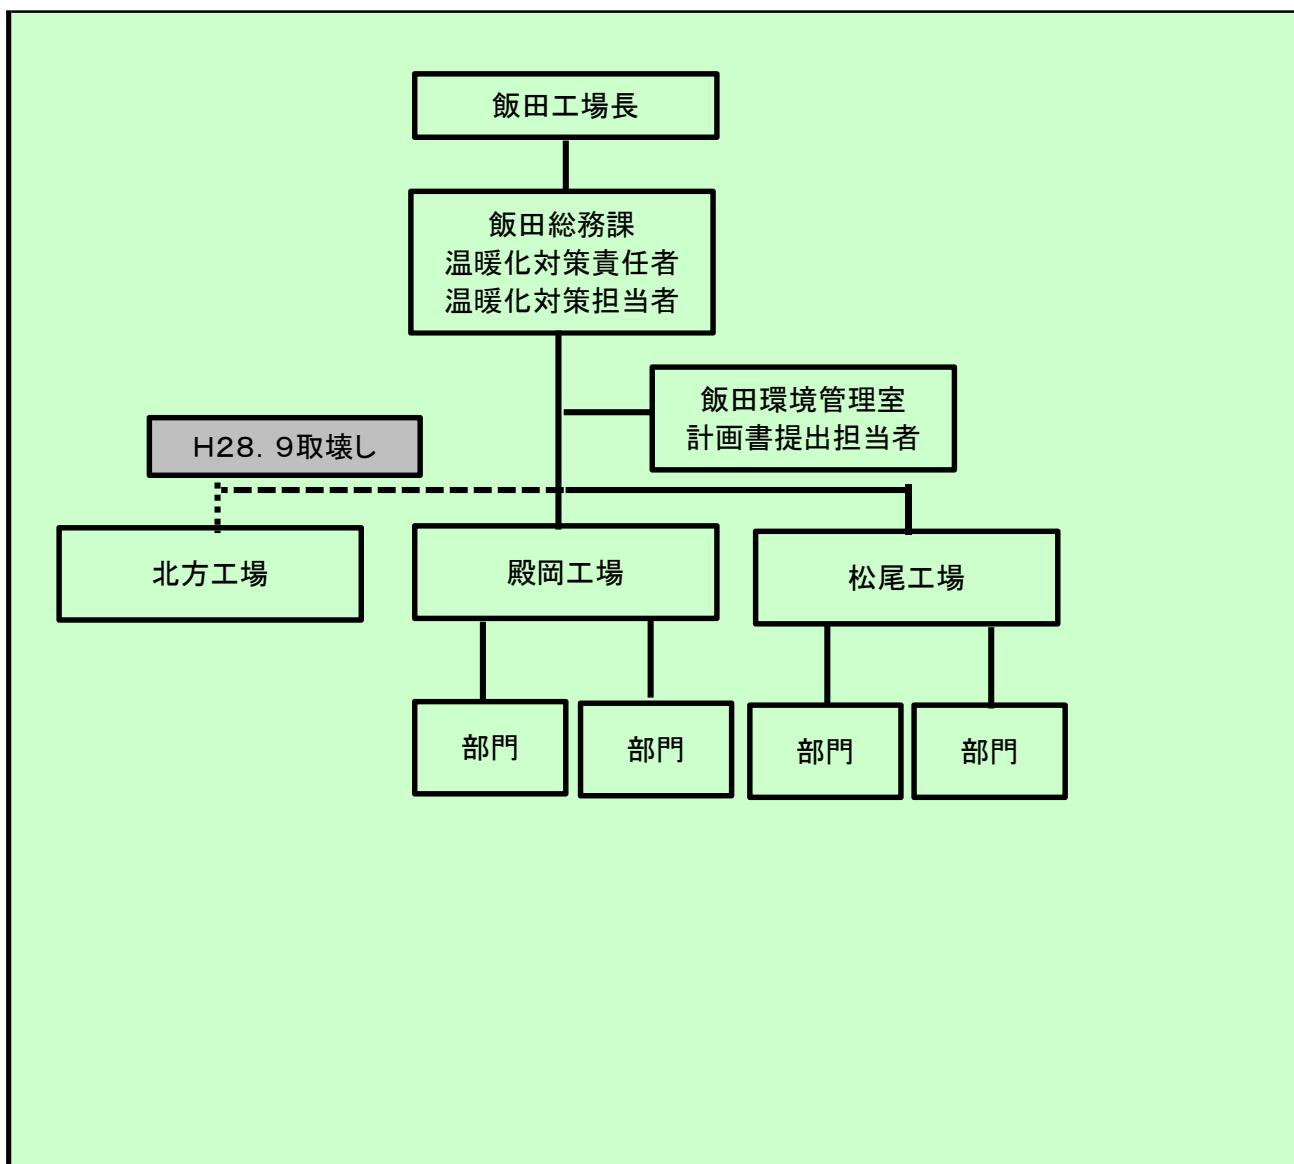 飯田工場長
飯田総務課
温暖化対策責任者
温暖化対策担当者
飯田環境管理室
計画書提出担当者
H28．9取壊し
北方工場
殿岡工場
松尾工場
部門
部門
部門
部門